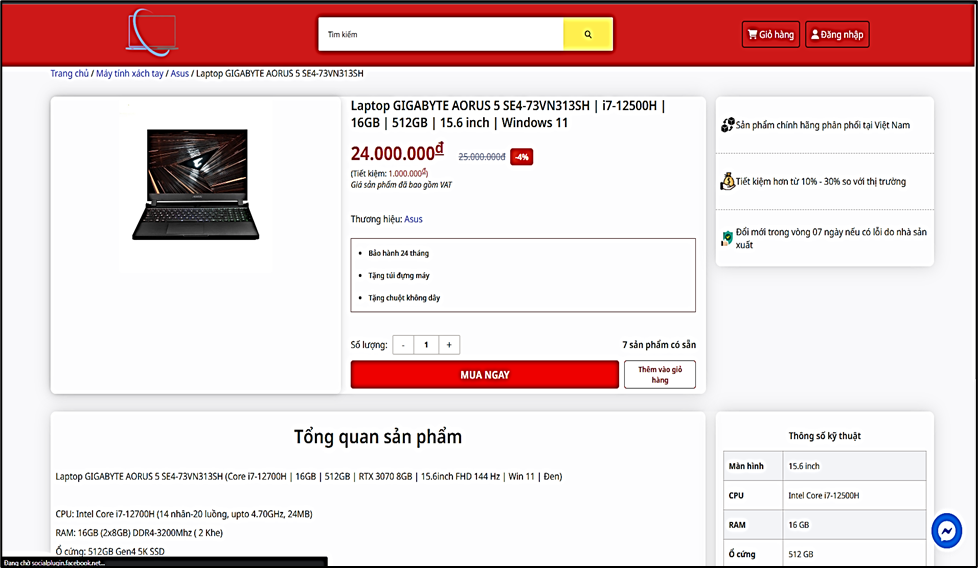 Tìm kiếm
Giỏ hàng
Đăng nhập
Trang chủ / Máy tính xách tay / Asus / Laptop GIGABYTE AORUS 5 SE4-73VN313SH
Laptop GIGABYTE AORUS 5 SE4-73VN313SH | i7-12500H |
16GB | 512GB | 15.6 inch | Windows 11
24.000.000đ 25.000.000đ -4%
(Tiết kiệm: 1.000.000đ)
Giá sản phẩm đã bao gồm VAT
Thương hiệu: Asus
Bảo hành 24 tháng
Tặng túi đựng máy
Tặng chuột không dây
Số lượng: - 1 + 7 sản phẩm có sẵn
MUA NGAY
Thêm vào giỏ
hàng
Sản phẩm chính hãng phân phối tại Việt Nam
Tiết kiệm hơn từ 10% - 30% so với thị trường
Đổi mới trong vòng 07 ngày nếu có lỗi do nhà sản
xuất
Tổng quan sản phẩm
Laptop GIGABYTE AORUS 5 SE4-73VN313SH (Core i7-12700H | 16GB | 512GB | RTX 3070 8GB | 15.6inch FHD 144 Hz | Win 11 | Đen)
CPU: Intel Core i7-12700H (14 nhân-20 luồng, upto 4.70GHz, 24MB)
RAM: 16GB (2x8GB) DDR4-3200Mhz ( 2 Khe)
Ổ cứng: 512GB Gen4 5K SSD
Thông số kỹ thuật
Màn hình 15.6 inch
CPU Intel Core i7-12500H
RAM 16 GB
Ổ cứng 512 GB
Đang chờ socialplugin.facebook.net...